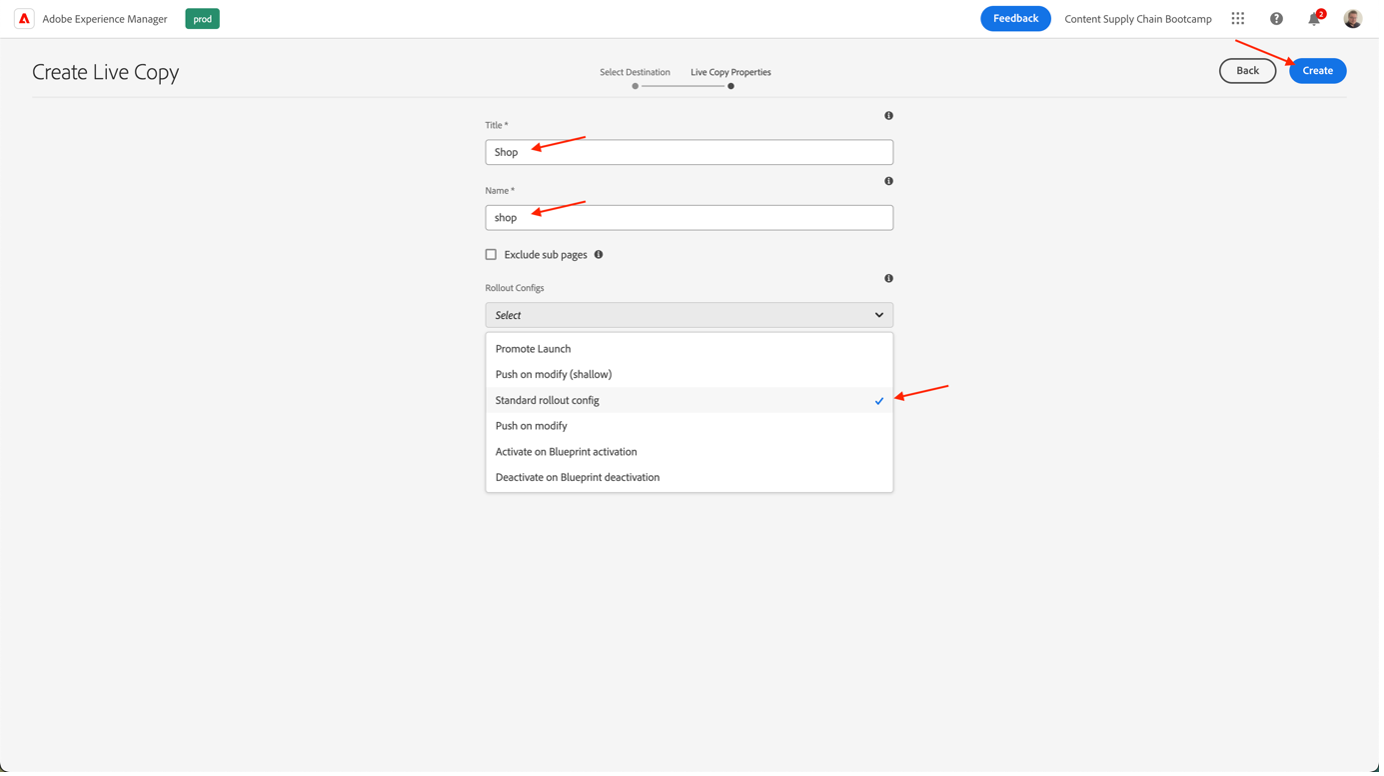 Adobe Experience Manager
prod
Feedback
Content Supply Chain Bootcamp
2
Create Live Copy
Select Destination
Live Copy Properties
Back
Create
Title *
Shop
Name *
shop
Exclude sub pages
Rollout Configs
Select
Promote Launch
Push on modify (shallow)
Standard rollout config
Push on modify
Activate on Blueprint activation
Deactivate on Blueprint deactivation